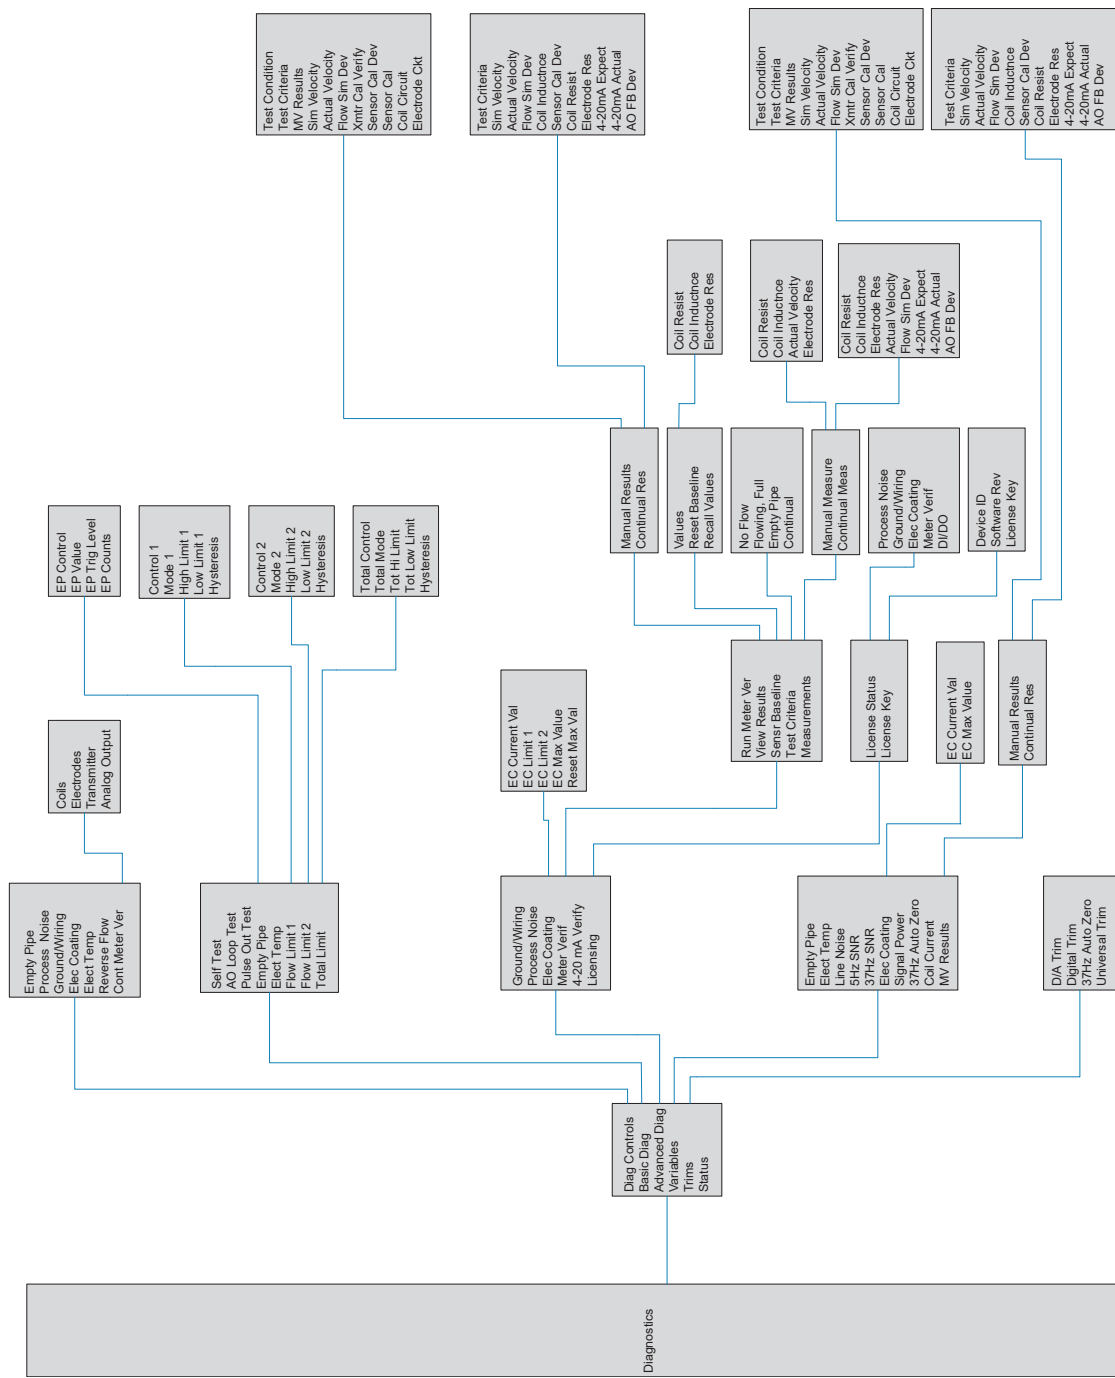 Diagnostics
Diag Controls
Basic Diag
Advanced Diag
Variables
Trims
Status
Empty Pipe
Process Noise
Ground/Wiring
Elec Coating
Elect Temp
Reverse Flow
Cont Meter Ver
Coils
Electrodes
Transmitter
Analog Output
Self Test
AO Loop Test
Pulse Out Test
Empty Pipe
Elect Temp
Flow Limit 1
Flow Limit 2
Total Limit
EP Control
EP Value
EP Trig Level
EP Counts
Control 1
Mode 1
High Limit 1
Low Limit 1
Hysteresis
Control 2
Mode 2
High Limit 2
Low Limit 2
Hysteresis
Total Control
Total Mode
Tot Hi Limit
Tot Low Limit
Hysteresis
Ground/Wiring
Process Noise
Elec Coating
Meter Verif
4-20 mA Verify
Licensing
EC Current Val
EC Limit 1
EC Limit 2
EC Max Value
Reset Max Val
Run Meter Ver
View Results
Sensr Baseline
Test Criteria
Measurements
Manual Results
Continual Res
Test Condition
Test Criteria
MV Results
Sim Velocity
Actual Velocity
Flow Sim Dev
Xmtr Cal Verify
Sensor Cal Dev
Sensor Cal
Coil Circuit
Electrode Ckt
Test Criteria
Sim Velocity
Actual Velocity
Flow Sim Dev
Coil Inductnce
Sensor Cal Dev
Coil Resist
Electrode Res
4-20mA Expect
4-20mA Actual
AO FB Dev
Values
Reset Baseline
Recall Values
Coil Resist
Coil Inductnce
Electrode Res
No Flow
Flowing, Full
Empty Pipe
Continual
Manual Measure
Continual Meas
Coil Resist
Coil Inductnce
Actual Velocity
Electrode Res
Coil Resist
Coil Inductnce
Electrode Res
Actual Velocity
Flow Sim Dev
4-20mA Expect
4-20mA Actual
AO FB Dev
License Status
License Key
Process Noise
Ground/Wiring
Elec Coating
Meter Verif
DI/DO
Device ID
Software Rev
License Key
Empty Pipe
Elect Temp
Line Noise
5Hz SNR
37Hz SNR
Elec Coating
Signal Power
37Hz Auto Zero
Coil Current
MV Results
EC Current Val
EC Max Value
Manual Results
Continual Res
Test Condition
Test Criteria
MV Results
Sim Velocity
Actual Velocity
Flow Sim Dev
Xmtr Cal Verify
Sensor Cal Dev
Sensor Cal
Coil Circuit
Electrode Ckt
Test Criteria
Sim Velocity
Actual Velocity
Flow Sim Dev
Coil Inductnce
Sensor Cal Dev
Coil Resist
Electrode Res
4-20mA Expect
4-20mA Actual
AO FB Dev
D/A Trim
Digital Trim
37Hz Auto Zero
Universal Trim